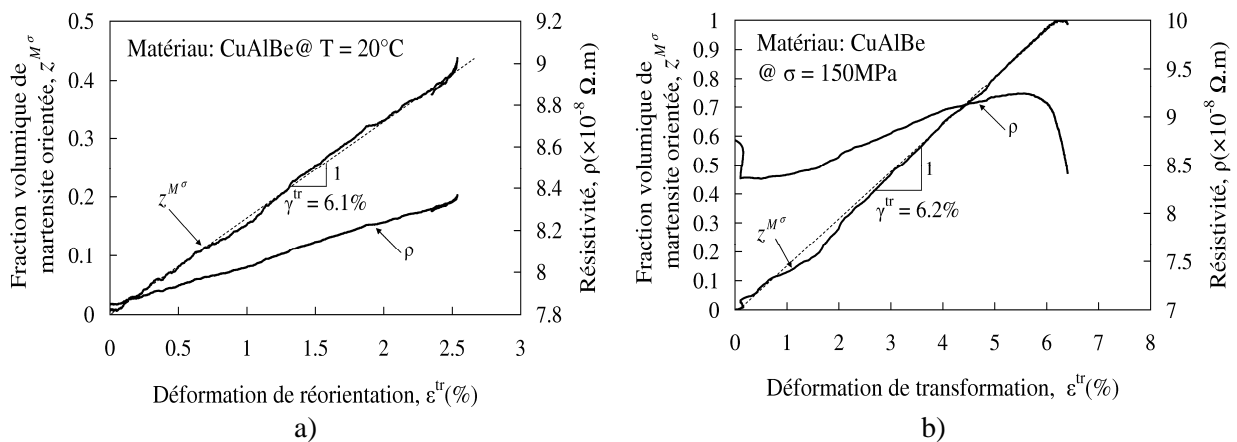 Matériau: CuAlBe@ T = 20°C
Fraction volumique de
martensite orientée, z^{M^σ}
0.5
0.4
0.3
0.2
0.1
0
9.2
9
8.8
8.6
8.4
8.2
8
7.8
Résistivité, ρ(×10⁻⁸ Ω.m)
z^{M^σ}
1
γ^{tr} = 6.1%
ρ
0 0.5 1 1.5 2 2.5 3
Déformation de réorientation, ε^{tr}(%)
a)
Matériau: CuAlBe
@ σ = 150MPa
Fraction volumique de
martensite orientée, z^{M^σ}
1
0.9
0.8
0.7
0.6
0.5
0.4
0.3
0.2
0.1
0
10
9.5
9
8.5
8
7.5
7
Résistivité, ρ(×10⁻⁸ Ω.m)
ρ
1
γ^{tr} = 6.2%
z^{M^σ}
0 1 2 3 4 5 6 7 8
Déformation de transformation, ε^{tr}(%)
b)